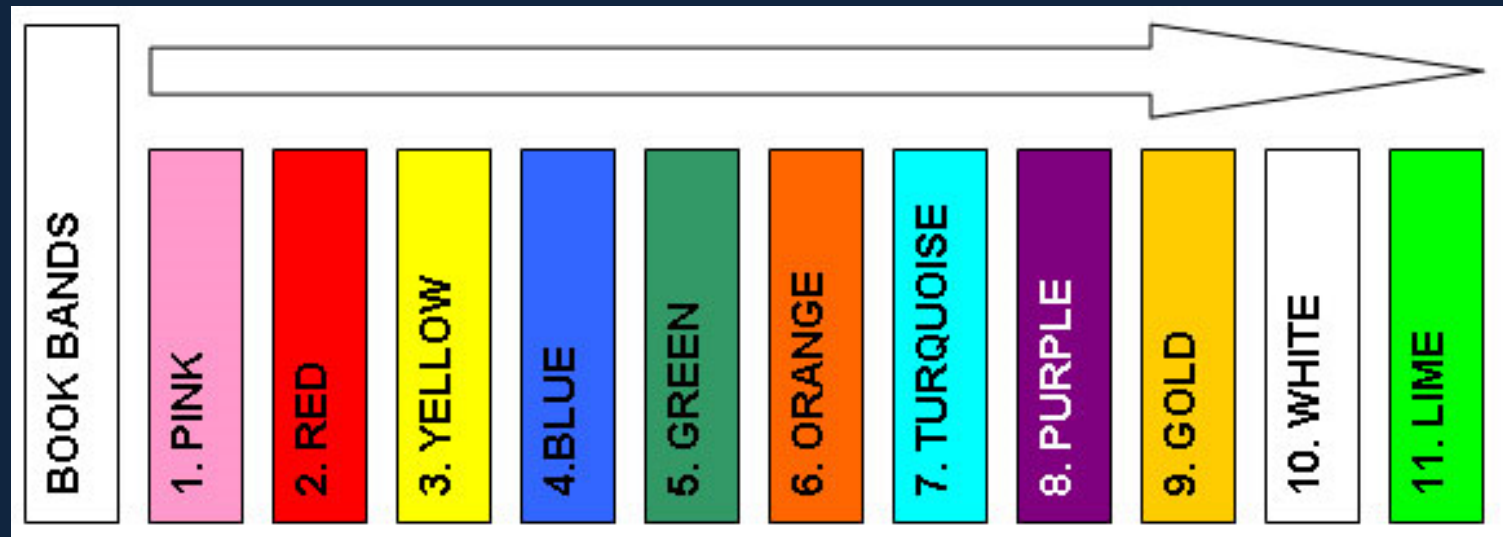 BOOK BANDS
1. PINK
2. RED
3. YELLOW
4.BLUE
5. GREEN
6. ORANGE
7. TURQUOISE
8. PURPLE
9. GOLD
10. WHITE
11. LIME